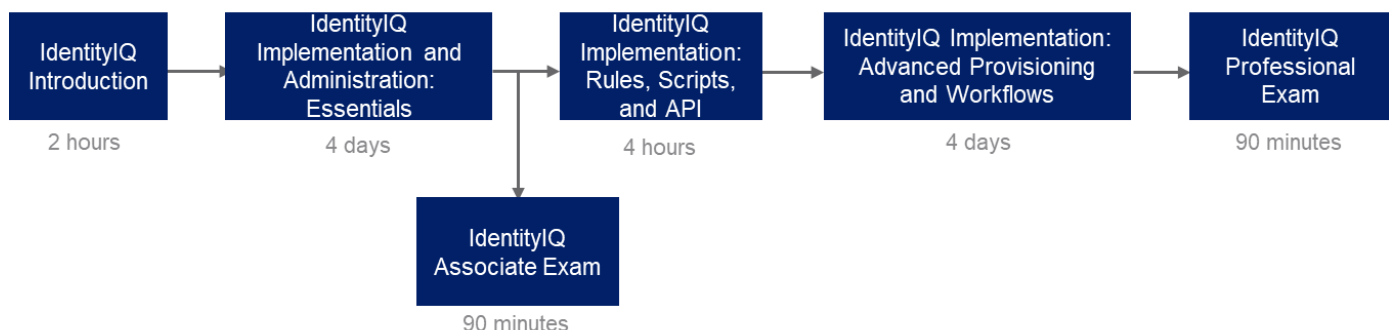 IdentityIQ
Introduction
2 hours
IdentityIQ
Implementation and
Administration:
Essentials
4 days
IdentityIQ
Implementation:
Rules, Scripts,
and API
4 hours
IdentityIQ Implementation:
Advanced Provisioning
and Workflows
4 days
IdentityIQ
Professional
Exam
90 minutes
IdentityIQ
Associate Exam
90 minutes